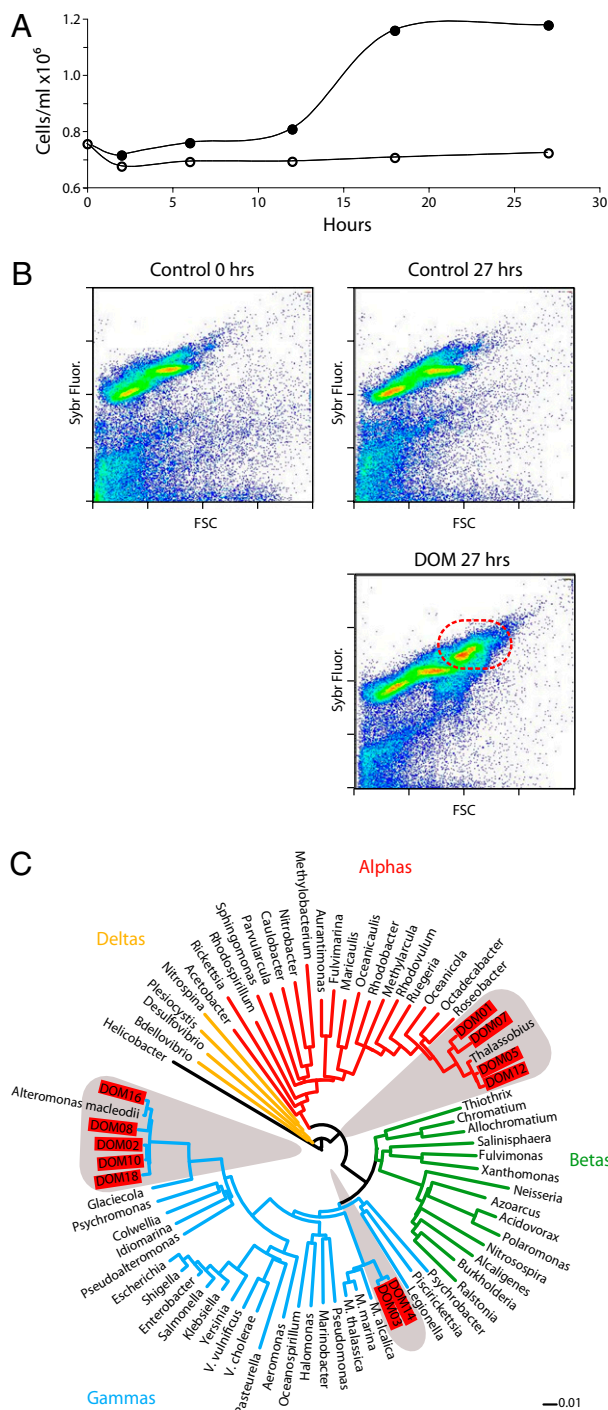 A
1.2
1.0
0.8
0.6
Cells/ml x10⁶
0
5
10
15
20
25
30
Hours
B
Control 0 hrs
Control 27 hrs
Sybr Fluor.
Sybr Fluor.
FSC
FSC
DOM 27 hrs
Sybr Fluor.
FSC
C
Alphas
Deltas
Betas
Gammas
Helicobacter
Bdellovibrio
Desulfovibrio
Plesiocystis
Nitrospina
Acetobacter
Rickettsia
Rhodospirillum
Sphingomonas
Parvularcula
Caulobacter
Nitrobacter
Methylobacterium
Aurantimonas
Fulvimarina
Maricaulis
Oceanicaulis
Rhodobacter
Methylarcula
Rhodovulum
Ruegeria
Oceanicola
Octadecabacter
Roseobacter
DOM01
DOM07
Thalassobius
DOM05
DOM12
Thiothrix
Chromatium
Allochromatium
Salinisphaera
Fulvimonas
Xanthomonas
Neisseria
Azoarcus
Acidovorax
Polaromonas
Nitrosospira
Alcaligenes
Burkholderia
Ralstonia
Psychrobacter
Piscirickettsia
Legionella
DOM14
DOM03
M. alcalica
M. marina
M. thalassica
Pseudomonas
Marinobacter
Halomonas
Oceanospirillum
Aeromonas
Pasteurella
V. cholerae
V. vulnificus
Yersinia
Klebsiella
Salmonella
Enterobacter
Shigella
Escherichia
Pseudoalteromonas
Idiomarina
Colwellia
Psychromonas
Glaciecola
DOM18
DOM10
DOM02
DOM08
Alteromonas macleodii
DOM16
0.01